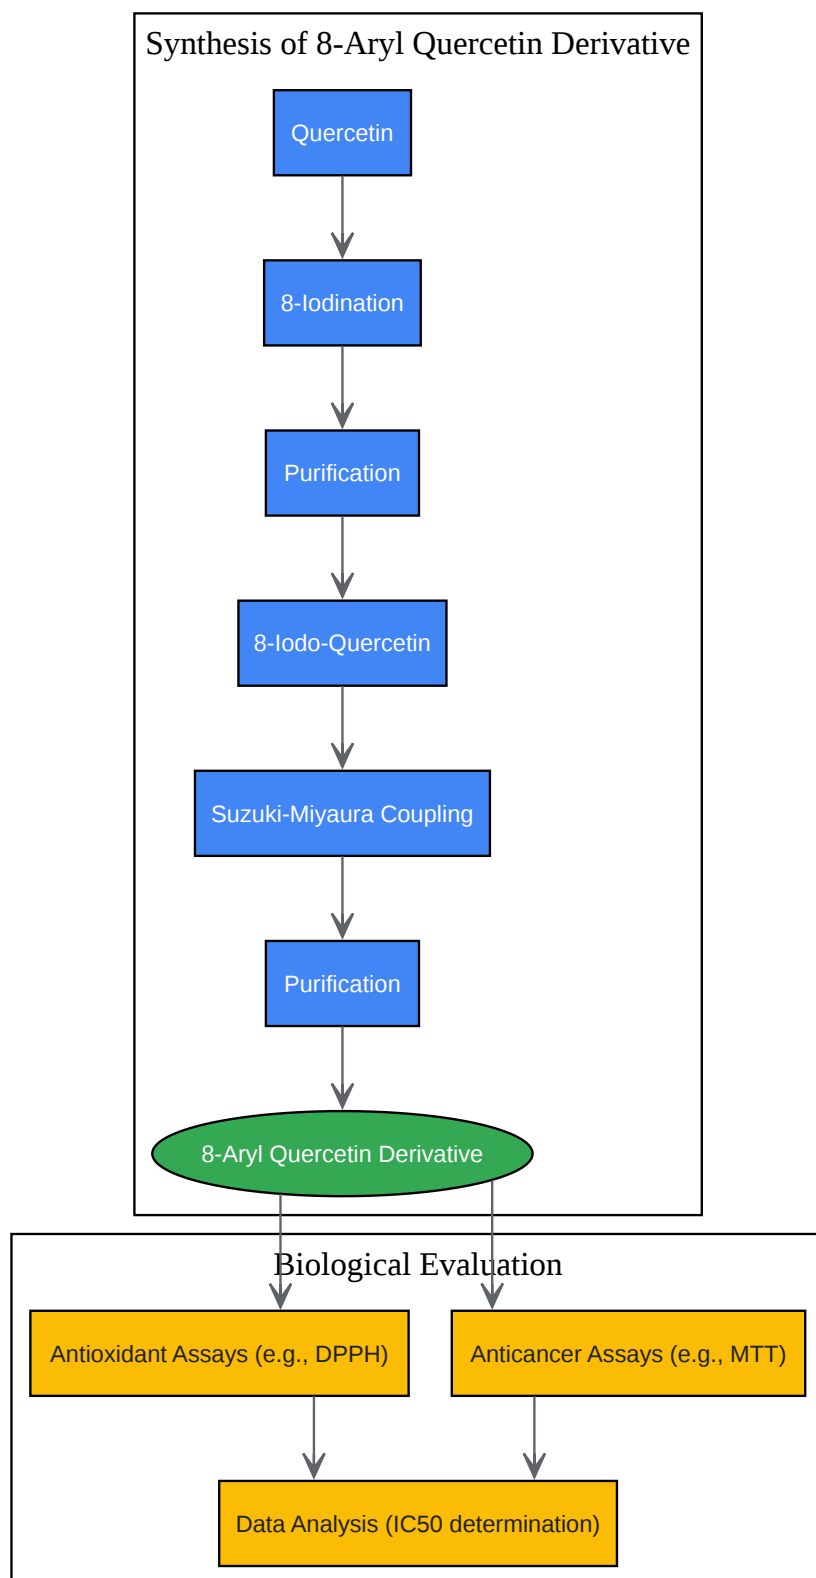 Synthesis of 8-Aryl Quercetin Derivative
Quercetin
8-Iodination
Purification
8-Iodo-Quercetin
Suzuki-Miyaura Coupling
Purification
8-Aryl Quercetin Derivative
Biological Evaluation
Antioxidant Assays (e.g., DPPH)
Anticancer Assays (e.g., MTT)
Data Analysis (IC50 determination)